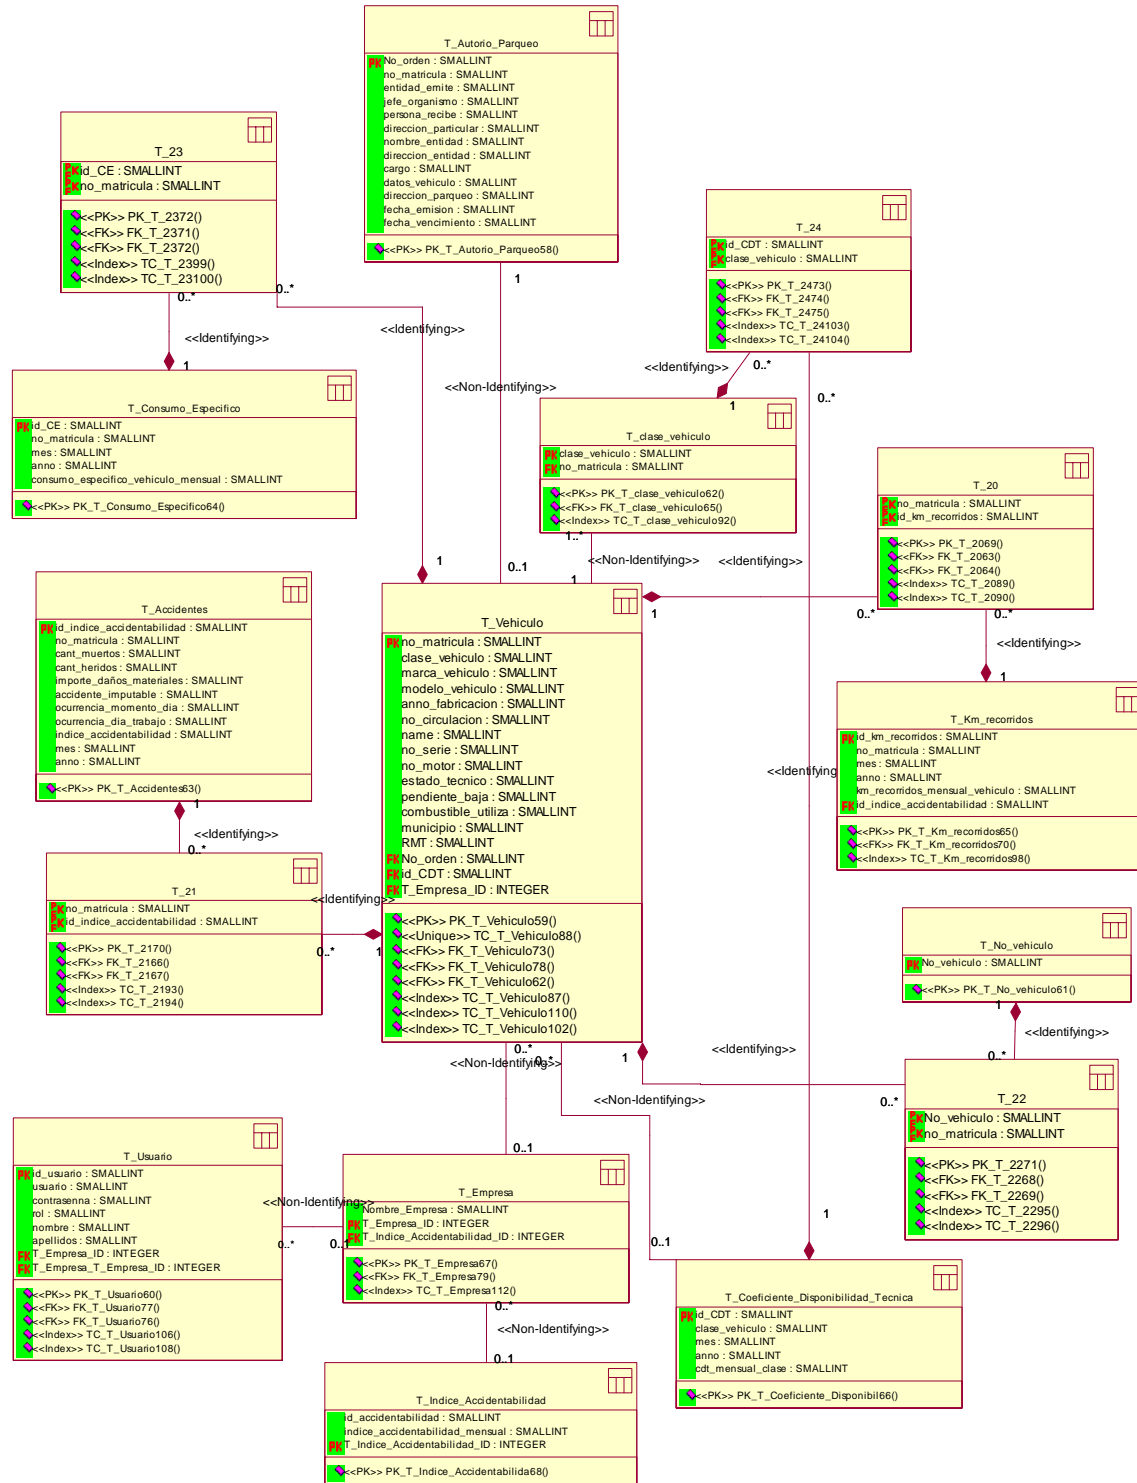 T_Autorio_Parqueo
PK No_orden : SMALLINT
no_matricula : SMALLINT
entidad_emite : SMALLINT
jefe_organismo : SMALLINT
persona_recibe : SMALLINT
direccion_particular : SMALLINT
nombre_entidad : SMALLINT
direccion_entidad : SMALLINT
cargo : SMALLINT
datos_vehiculo : SMALLINT
direccion_parqueo : SMALLINT
fecha_emision : SMALLINT
fecha_vencimiento : SMALLINT
<<PK>> PK_T_Autorio_Parqueo58()
1
<<Non-Identifying>>
0..1
T_23
id_CE : SMALLINT
no_matricula : SMALLINT
<<PK>> PK_T_2372()
<<FK>> FK_T_2371()
<<FK>> FK_T_2372()
<<Index>> TC_T_2399()
<<Index>> TC_T_23100()
0..*
0..*
<<Identifying>>
1
<<Identifying>>
1
T_24
id_CDT : SMALLINT
clase_vehiculo : SMALLINT
<<PK>> PK_T_2473()
<<FK>> FK_T_2474()
<<FK>> FK_T_2475()
<<Index>> TC_T_24103()
<<Index>> TC_T_24104()
<<Identifying>>
0..*
1
0..*
T_Consumo_Especifico
PK id_CE : SMALLINT
no_matricula : SMALLINT
mes : SMALLINT
anno : SMALLINT
consumo_especifico_vehiculo_mensual : SMALLINT
<<PK>> PK_T_Consumo_Especifico64()
T_clase_vehiculo
PK clase_vehiculo : SMALLINT
FK no_matricula : SMALLINT
<<PK>> PK_T_clase_vehiculo62()
<<FK>> FK_T_clase_vehiculo65()
<<Index>> TC_T_clase_vehiculo92()
1..*
<<Non-Identifying>>
1
T_20
no_matricula : SMALLINT
id_km_recorridos : SMALLINT
<<PK>> PK_T_2069()
<<FK>> FK_T_2063()
<<FK>> FK_T_2064()
<<Index>> TC_T_2089()
<<Index>> TC_T_2090()
<<Identifying>>
1
0..*
0..*
<<Identifying>>
1
T_Accidentes
PK id_indice_accidentabilidad : SMALLINT
no_matricula : SMALLINT
cant_muertos : SMALLINT
cant_heridos : SMALLINT
importe_daños_materiales : SMALLINT
accidente_imputable : SMALLINT
ocurrencia_momento_dia : SMALLINT
ocurrencia_dia_trabajo : SMALLINT
indice_accidentabilidad : SMALLINT
mes : SMALLINT
anno : SMALLINT
<<PK>> PK_T_Accidentes63()
1
<<Identifying>>
0..*
T_Vehiculo
PK no_matricula : SMALLINT
clase_vehiculo : SMALLINT
marca_vehiculo : SMALLINT
modelo_vehiculo : SMALLINT
anno_fabricacion : SMALLINT
no_circulacion : SMALLINT
name : SMALLINT
no_serie : SMALLINT
no_motor : SMALLINT
estado_tecnico : SMALLINT
pendiente_baja : SMALLINT
combustible_utiliza : SMALLINT
municipio : SMALLINT
RMT : SMALLINT
FK No_orden : SMALLINT
FK id_CDT : SMALLINT
FK T_Empresa_ID : INTEGER
<<PK>> PK_T_Vehiculo59()
<<Unique>> TC_T_Vehiculo88()
<<FK>> FK_T_Vehiculo73()
<<FK>> FK_T_Vehiculo78()
<<FK>> FK_T_Vehiculo62()
<<Index>> TC_T_Vehiculo87()
<<Index>> TC_T_Vehiculo110()
<<Index>> TC_T_Vehiculo102()
T_Km_recorridos
PK id_km_recorridos : SMALLINT
no_matricula : SMALLINT
mes : SMALLINT
anno : SMALLINT
km_recorridos_mensual_vehiculo : SMALLINT
FK id_indice_accidentabilidad : SMALLINT
<<PK>> PK_T_Km_recorridos65()
<<FK>> FK_T_Km_recorridos70()
<<Index>> TC_T_Km_recorridos98()
<<Identifying
T_21
no_matricula : SMALLINT
id_indice_accidentabilidad : SMALLINT
<<PK>> PK_T_2170()
<<FK>> FK_T_2166()
<<FK>> FK_T_2167()
<<Index>> TC_T_2193()
<<Index>> TC_T_2194()
<<Identifying>>
0..*
1
T_No_vehiculo
PK No_vehiculo : SMALLINT
<<PK>> PK_T_No_vehiculo61()
1
<<Identifying>>
0..*
0..*
0..*
<<Non-Identifying>>
1
<<Identifying>>
0..*
<<Non-Identifying>>
T_22
No_vehiculo : SMALLINT
no_matricula : SMALLINT
<<PK>> PK_T_2271()
<<FK>> FK_T_2268()
<<FK>> FK_T_2269()
<<Index>> TC_T_2295()
<<Index>> TC_T_2296()
T_Usuario
PK id_usuario : SMALLINT
usuario : SMALLINT
contrasenna : SMALLINT
rol : SMALLINT
nombre : SMALLINT
apellidos : SMALLINT
FK T_Empresa_ID : INTEGER
FK T_Empresa_T_Empresa_ID : INTEGER
<<PK>> PK_T_Usuario60()
<<FK>> FK_T_Usuario77()
<<FK>> FK_T_Usuario76()
<<Index>> TC_T_Usuario106()
<<Index>> TC_T_Usuario108()
<<Non-Identifying>>
0..*
0..1
0..1
T_Empresa
Nombre_Empresa : SMALLINT
PK T_Empresa_ID : INTEGER
FK T_Indice_Accidentabilidad_ID : INTEGER
<<PK>> PK_T_Empresa67()
<<FK>> FK_T_Empresa79()
<<Index>> TC_T_Empresa112()
0..*
<<Non-Identifying>>
0..1
0..1
1
T_Coeficiente_Disponibilidad_Tecnica
PK id_CDT : SMALLINT
clase_vehiculo : SMALLINT
mes : SMALLINT
anno : SMALLINT
cdt_mensual_clase : SMALLINT
<<PK>> PK_T_Coeficiente_Disponibil66()
T_Indice_Accidentabilidad
id_accidentabilidad : SMALLINT
indice_accidentabilidad_mensual : SMALLINT
PK T_Indice_Accidentabilidad_ID : INTEGER
<<PK>> PK_T_Indice_Accidentabilida68()